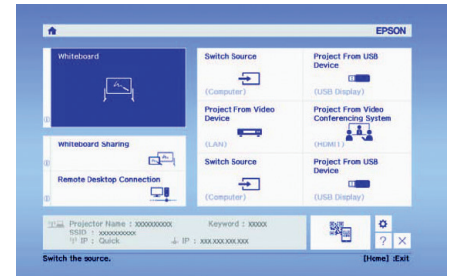 EPSON
Whiteboard
Whiteboard Sharing
Remote Desktop Connection
Switch Source
(Computer)
Project From USB
Device
(USB Display)
Project From Video
Device
(LAN)
Project From Video
Conferencing System
(HDMI1)
Switch Source
(Computer)
Project From USB
Device
(USB Display)
Projector Name : XXXXXXXXXX
Keyword : XXXXX
SSID : XXXXXXXXXX
IP : Quick
IP : XXX.XXX.XXX.XXX
Switch the source.
[Home] :Exit